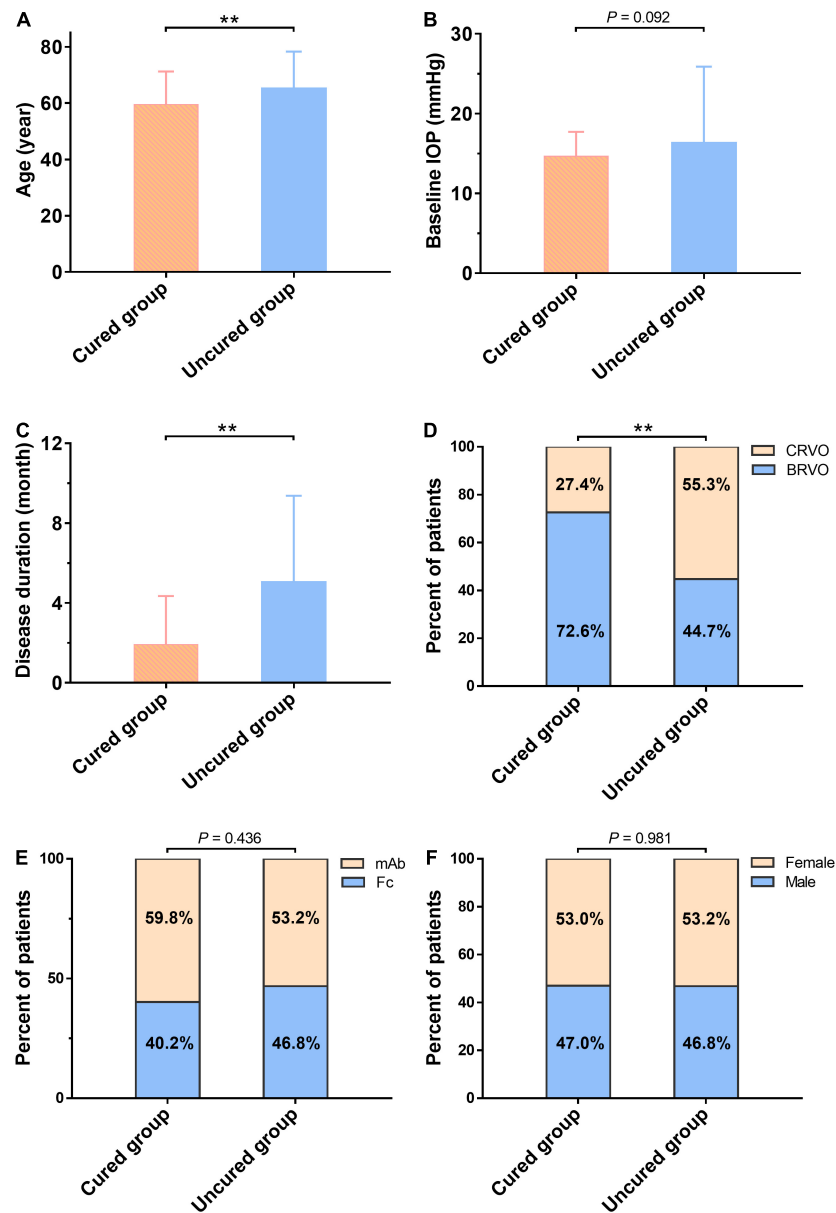 A
**
Age (year)
80
60
40
20
0
Cured group
Uncured group
B
P = 0.092
Baseline IOP (mmHg)
30
20
10
0
Cured group
Uncured group
C
**
Disease duration (month)
12
8
4
0
Cured group
Uncured group
D
**
CRVO
BRVO
Percent of patients
100
80
60
40
20
0
27.4%
55.3%
72.6%
44.7%
Cured group
Uncured group
E
P = 0.436
mAb
Fc
Percent of patients
100
50
0
59.8%
53.2%
40.2%
46.8%
Cured group
Uncured group
F
P = 0.981
Female
Male
Percent of patients
100
80
60
40
20
0
53.0%
53.2%
47.0%
46.8%
Cured group
Uncured group